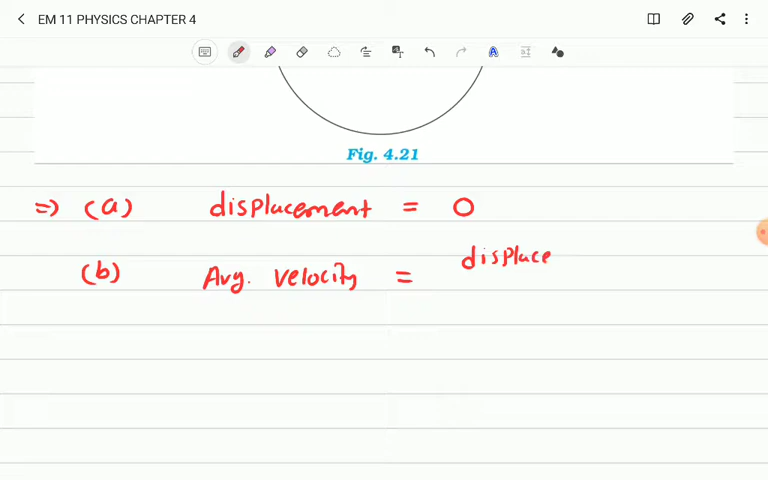 EM 11 PHYSICS CHAPTER 4
Fig. 4.21
=> (a) displacement = 0
(b) Avg. velocity = displace